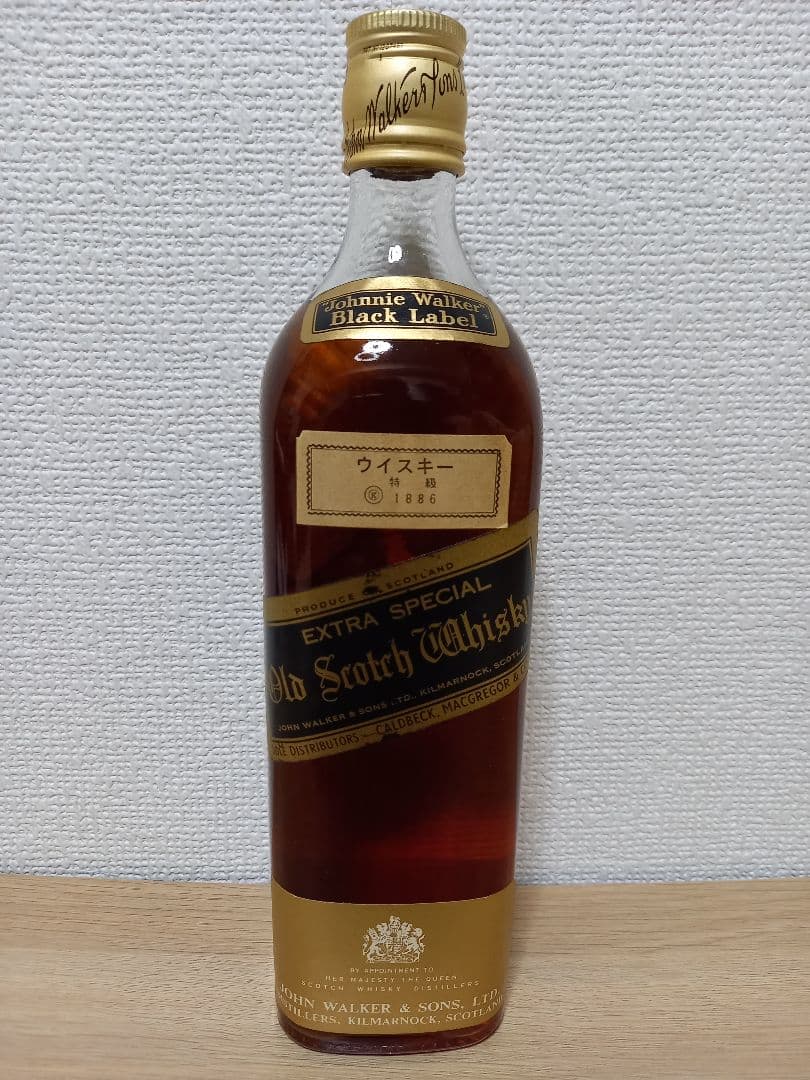 John Walker & Sons
"Johnnie Walker"
Black Label
ウイスキー
特級
Ⓚ 1886
PRODUCE SCOTLAND
EXTRA SPECIAL
Old Scotch Whisky
JOHN WALKER & SONS LTD., KILMARNOCK, SCOTLAND
SOLE DISTRIBUTORS - CALDBECK, MACGREGOR &
BY APPOINTMENT TO
HER MAJESTY THE QUEEN
SCOTCH WHISKY DISTILLERS
JOHN WALKER & SONS, LTD.
DISTILLERS, KILMARNOCK, SCOTLAND